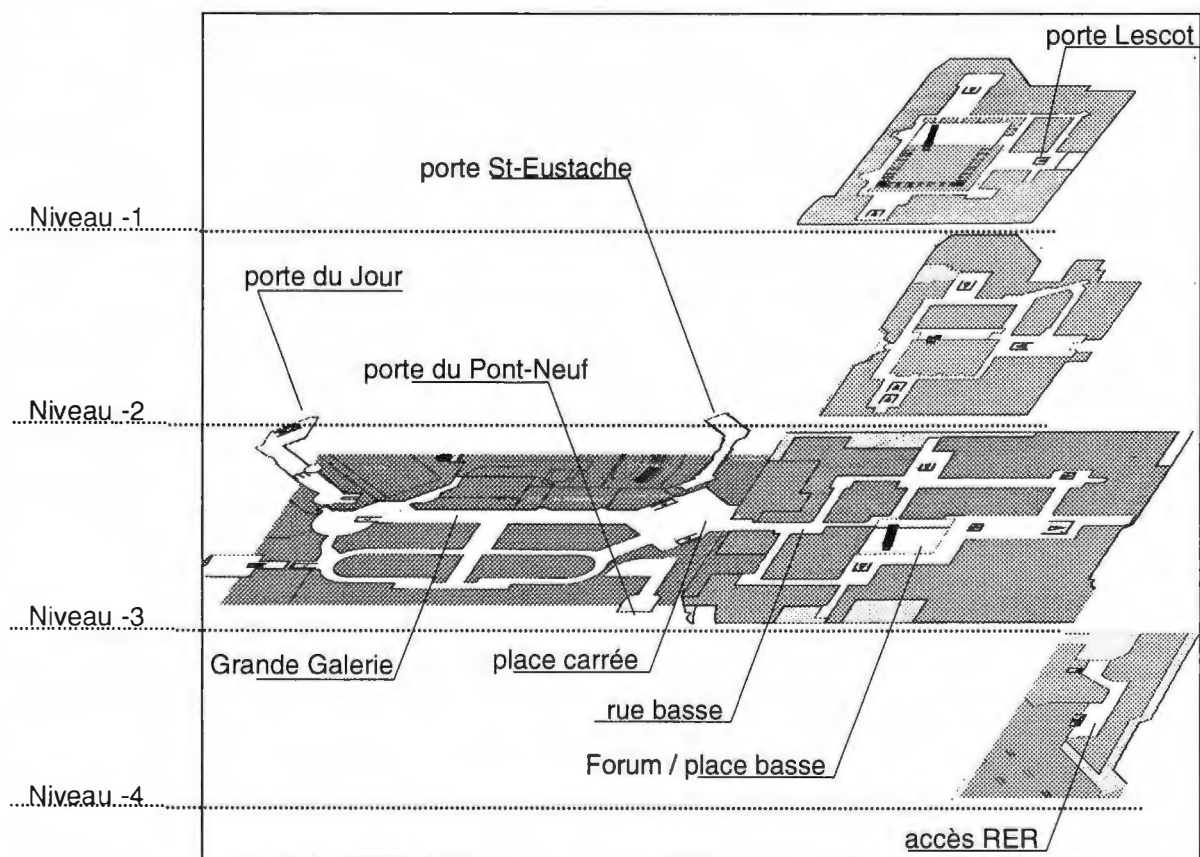 porte Lescot
porte St-Eustache
Niveau -1
porte du Jour
porte du Pont-Neuf
Niveau -2
Niveau -3
Grande Galerie
place carrée
rue basse
Forum / place basse
Niveau -4
accès RER